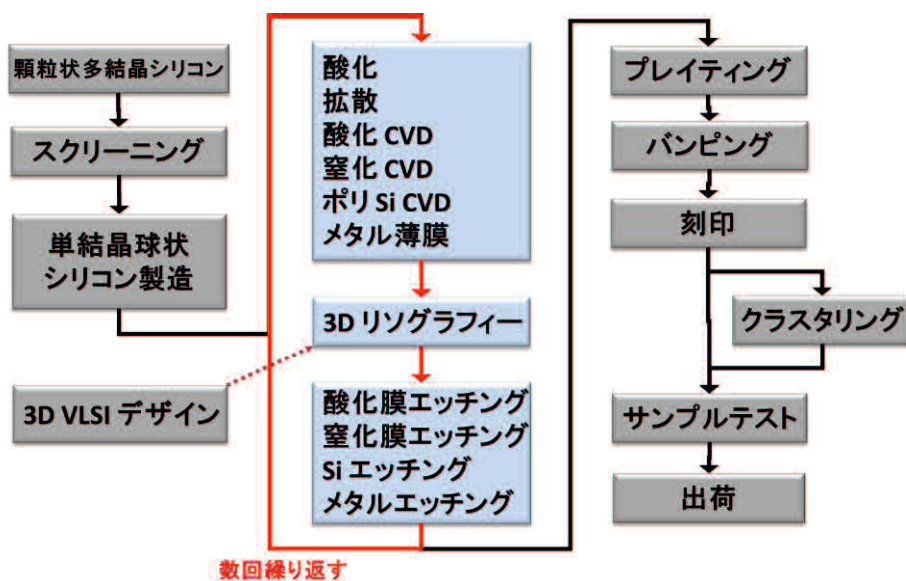 顆粒状多結晶シリコン
スクリーニング
単結晶球状
シリコン製造
3D VLSI デザイン
酸化
拡散
酸化 CVD
窒化 CVD
ポリ Si CVD
メタル薄膜
3D リソグラフィー
酸化膜エッチング
窒化膜エッチング
Si エッチング
メタルエッチング
数回繰り返す
プレイティング
バンピング
刻印
クラスタリング
サンプルテスト
出荷